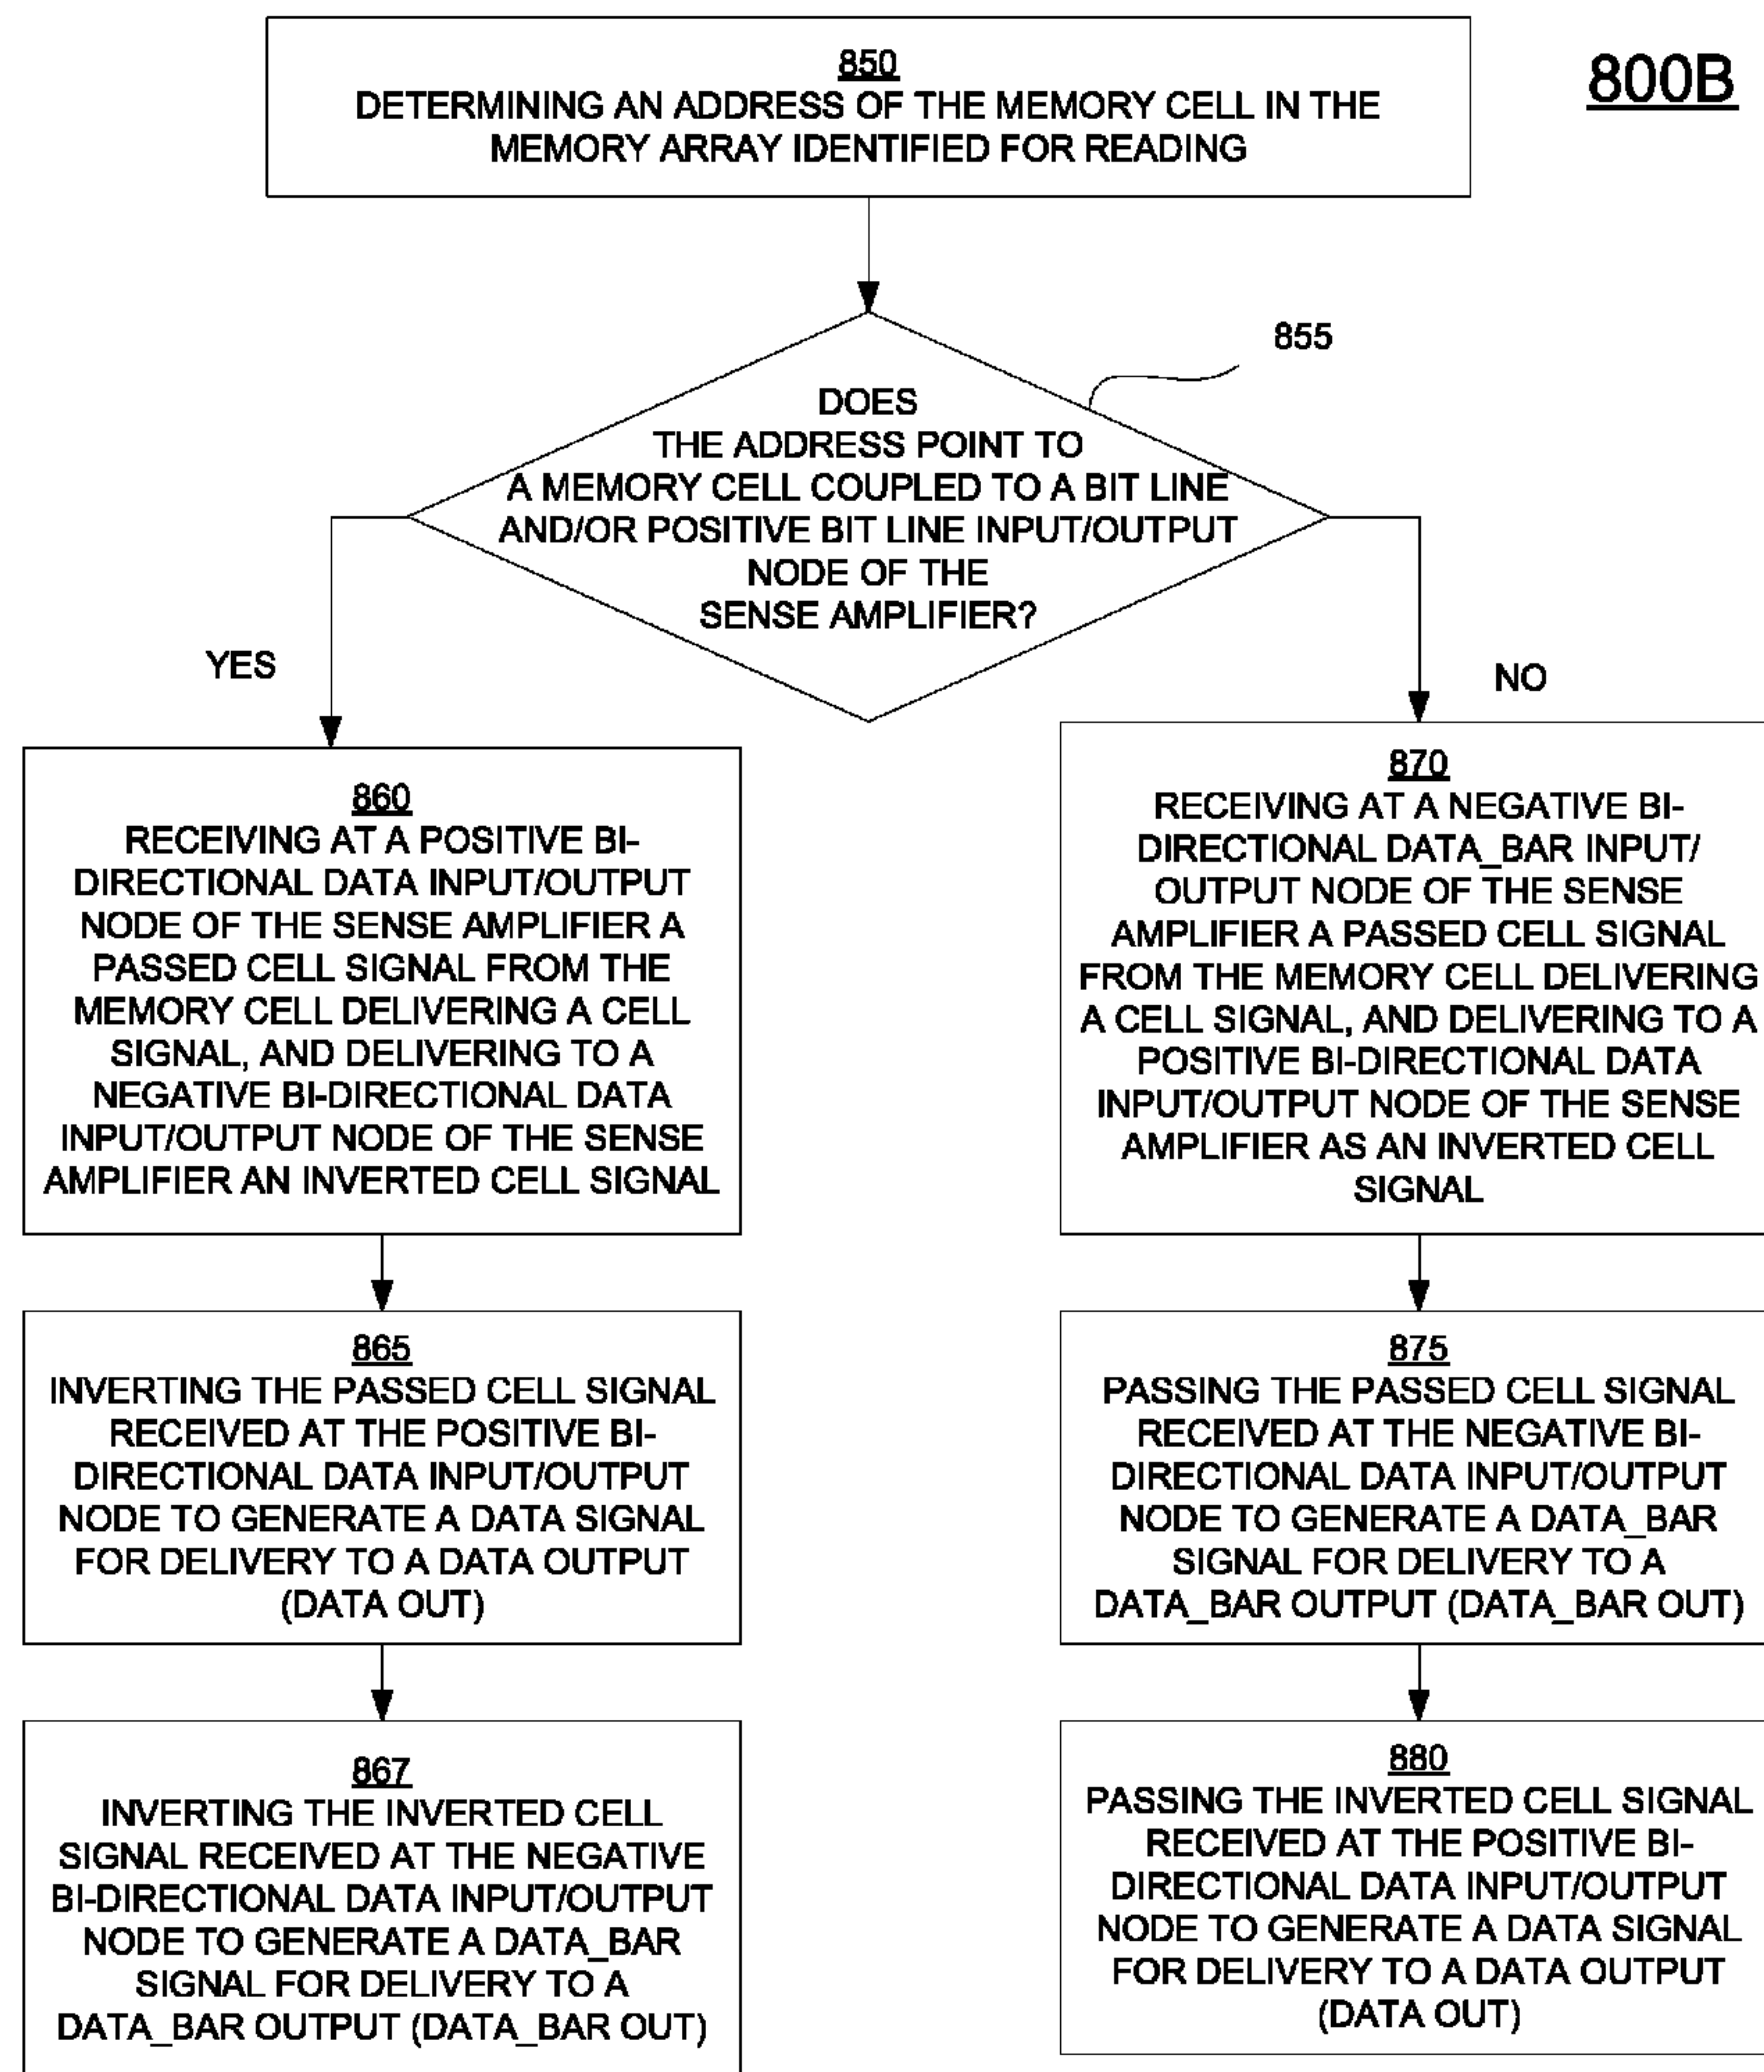 850
DETERMINING AN ADDRESS OF THE MEMORY CELL IN THE
MEMORY ARRAY IDENTIFIED FOR READING
800B
855
DOES
THE ADDRESS POINT TO
A MEMORY CELL COUPLED TO A BIT LINE
AND/OR POSITIVE BIT LINE INPUT/OUTPUT
NODE OF THE
SENSE AMPLIFIER?
YES
NO
860
RECEIVING AT A POSITIVE BI-
DIRECTIONAL DATA INPUT/OUTPUT
NODE OF THE SENSE AMPLIFIER A
PASSED CELL SIGNAL FROM THE
MEMORY CELL DELIVERING A CELL
SIGNAL, AND DELIVERING TO A
NEGATIVE BI-DIRECTIONAL DATA
INPUT/OUTPUT NODE OF THE SENSE
AMPLIFIER AN INVERTED CELL SIGNAL
870
RECEIVING AT A NEGATIVE BI-
DIRECTIONAL DATA_BAR INPUT/
OUTPUT NODE OF THE SENSE
AMPLIFIER A PASSED CELL SIGNAL
FROM THE MEMORY CELL DELIVERING
A CELL SIGNAL, AND DELIVERING TO A
POSITIVE BI-DIRECTIONAL DATA
INPUT/OUTPUT NODE OF THE SENSE
AMPLIFIER AS AN INVERTED CELL
SIGNAL
865
INVERTING THE PASSED CELL SIGNAL
RECEIVED AT THE POSITIVE BI-
DIRECTIONAL DATA INPUT/OUTPUT
NODE TO GENERATE A DATA SIGNAL
FOR DELIVERY TO A DATA OUTPUT
(DATA OUT)
875
PASSING THE PASSED CELL SIGNAL
RECEIVED AT THE NEGATIVE BI-
DIRECTIONAL DATA INPUT/OUTPUT
NODE TO GENERATE A DATA_BAR
SIGNAL FOR DELIVERY TO A
DATA_BAR OUTPUT (DATA_BAR OUT)
867
INVERTING THE INVERTED CELL
SIGNAL RECEIVED AT THE NEGATIVE
BI-DIRECTIONAL DATA INPUT/OUTPUT
NODE TO GENERATE A DATA_BAR
SIGNAL FOR DELIVERY TO A
DATA_BAR OUTPUT (DATA_BAR OUT)
880
PASSING THE INVERTED CELL SIGNAL
RECEIVED AT THE POSITIVE BI-
DIRECTIONAL DATA INPUT/OUTPUT
NODE TO GENERATE A DATA SIGNAL
FOR DELIVERY TO A DATA OUTPUT
(DATA OUT)